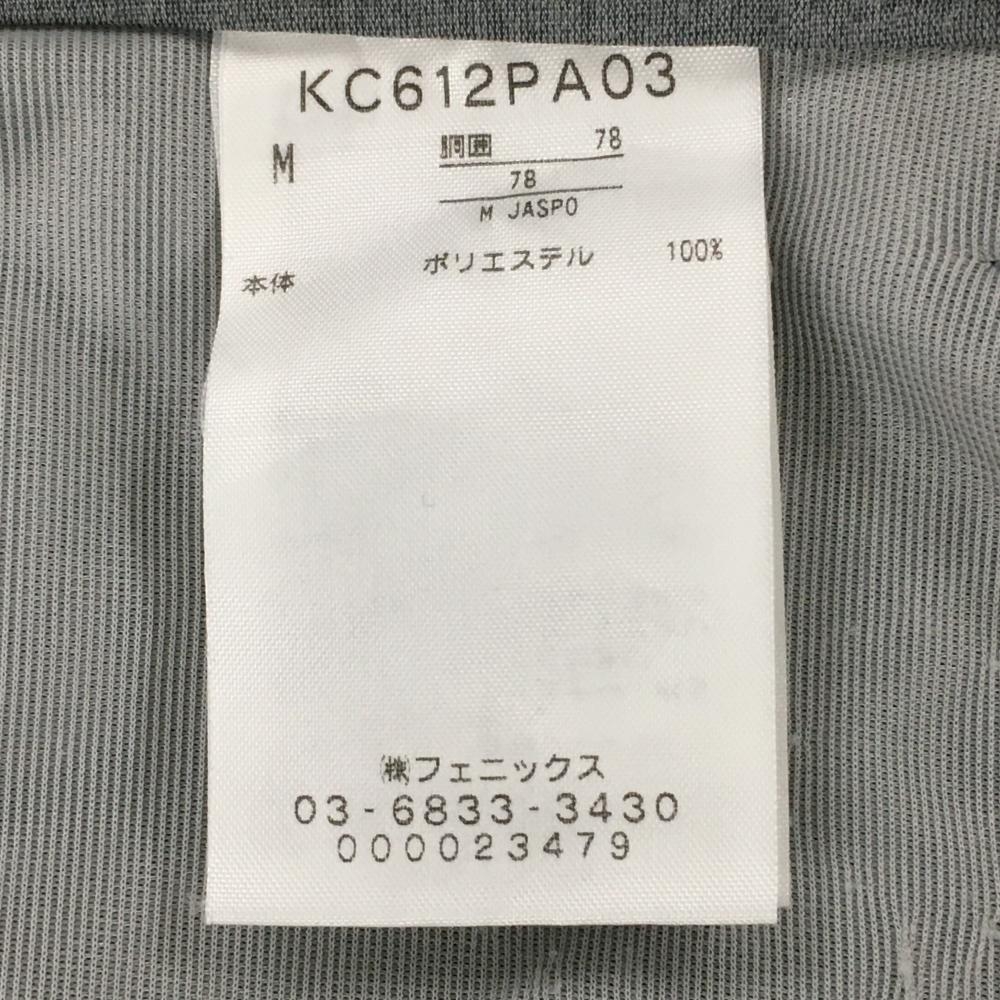 KC612PA03
M 胴囲 78
78
M JASPO
本体 ポリエステル 100%
㈱フェニックス
03-6833-3430
000023479